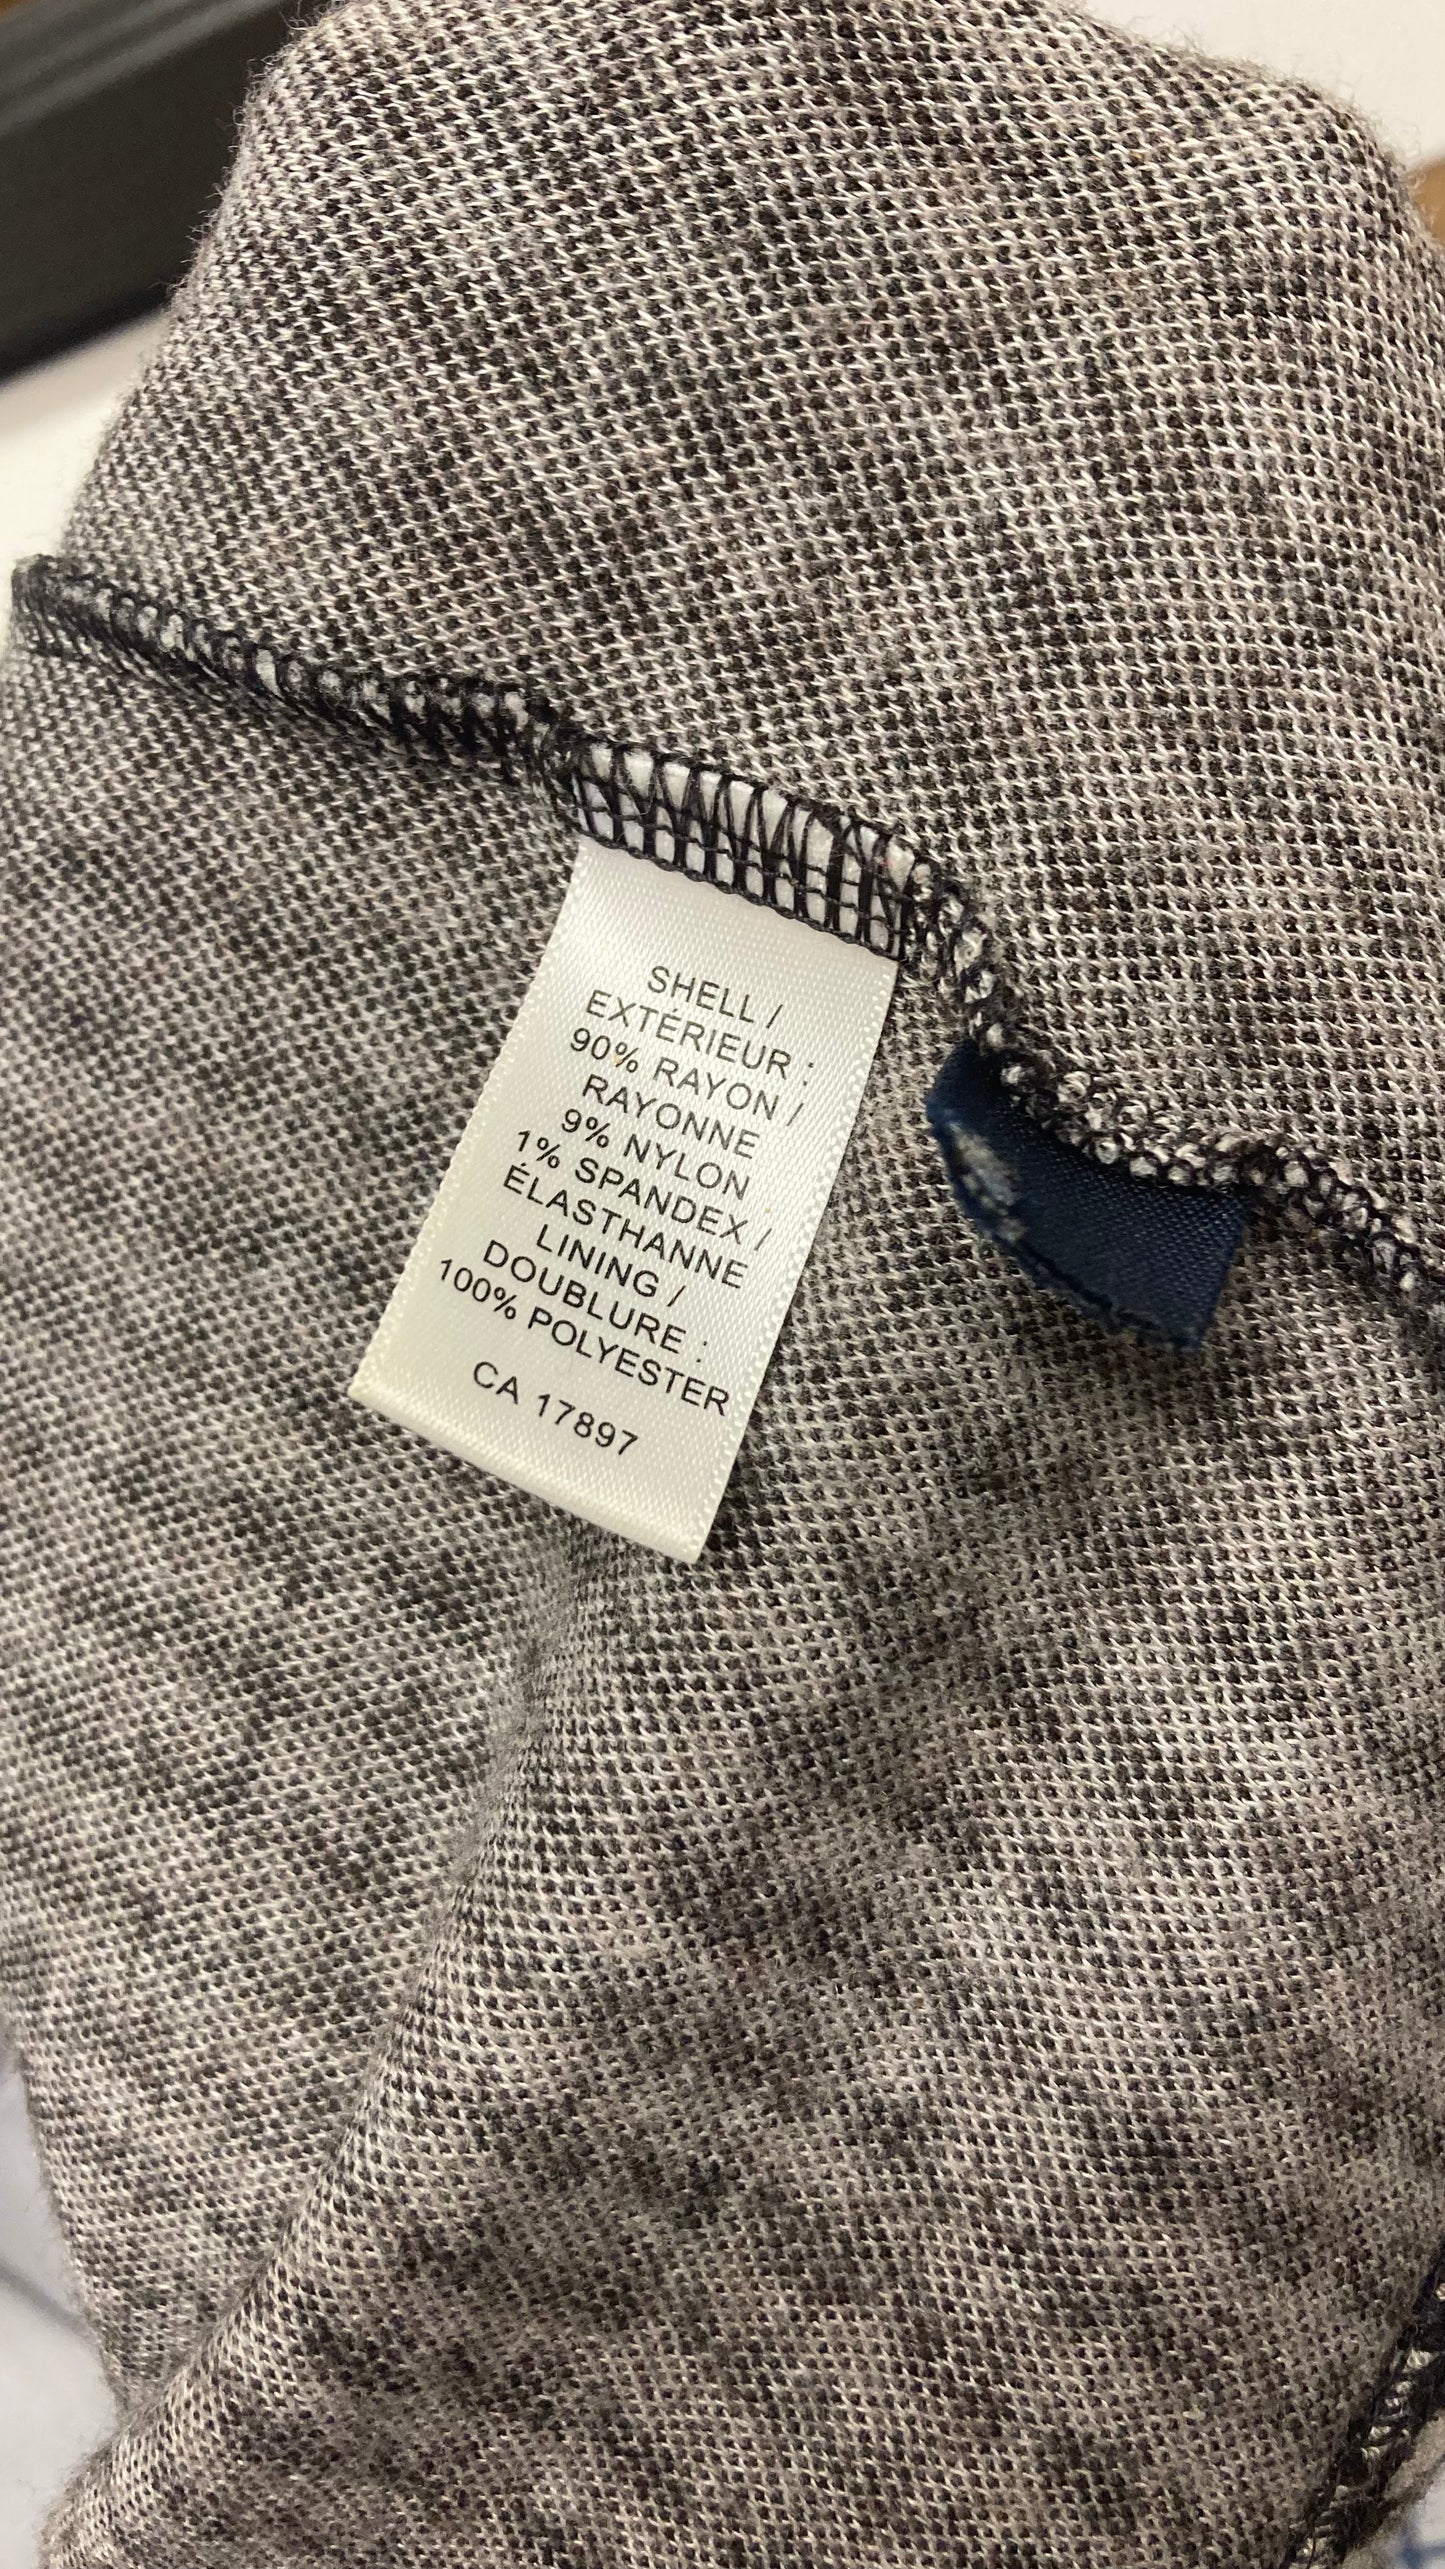 SHELL /
EXTÉRIEUR :
90% RAYON /
RAYONNE
9% NYLON
1% SPANDEX /
ÉLASTHANNE
LINING /
DOUBLURE :
100% POLYESTER
CA 17897